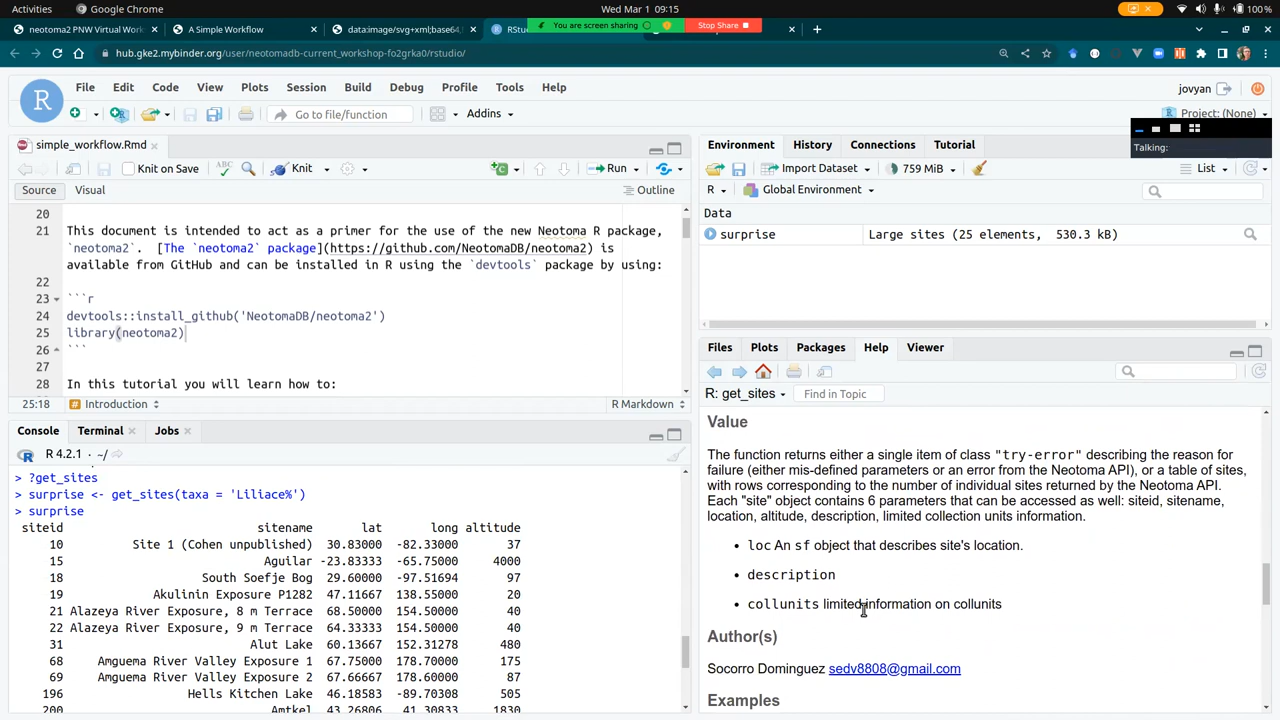 Activities Google Chrome Wed Mar 1 09:15 100 %
neotoma2 PNW Virtual Work A Simple Workflow data:image/svg+xml;base64, RStu You are screen sharing Stop Share
hub.gke2.mybinder.org/user/neotomadb-current_workshop-fo2grka0/rstudio/
File Edit Code View Plots Session Build Debug Profile Tools Help jovyan
Go to file/function Addins Project: (None)
Talking:
simple_workflow.Rmd
Knit on Save ABC Knit Run
Source Visual Outline
20
21 This document is intended to act as a primer for the use of the new Neotoma R package,
`neotoma2`. [The `neotoma2` package](https://github.com/NeotomaDB/neotoma2) is
available from GitHub and can be installed in R using the `devtools` package by using:
22
23 ```r
24 devtools::install_github('NeotomaDB/neotoma2')
25 library(neotoma2)
26 ```
27
28 In this tutorial you will learn how to:
25:18 # Introduction R Markdown
Console Terminal Jobs
R 4.2.1 · ~/
> ?get_sites
> surprise <- get_sites(taxa = 'Liliace%')
> surprise
siteid sitename lat long altitude
10 Site 1 (Cohen unpublished) 30.83000 -82.33000 37
15 Aguilar -23.83333 -65.75000 4000
18 South Soefje Bog 29.60000 -97.51694 97
19 Akulinin Exposure P1282 47.11667 138.55000 20
21 Alazeya River Exposure, 8 m Terrace 68.50000 154.50000 40
22 Alazeya River Exposure, 9 m Terrace 64.33333 154.50000 40
31 Alut Lake 60.13667 152.31278 480
68 Amguema River Valley Exposure 1 67.75000 178.70000 175
69 Amguema River Valley Exposure 2 67.66667 178.60000 87
196 Hells Kitchen Lake 46.18583 -89.70308 505
200 Amtkel 43.26806 41.30833 1830
Environment History Connections Tutorial
Import Dataset 759 MiB List
R Global Environment
Data
surprise Large sites (25 elements, 530.3 kB)
Files Plots Packages Help Viewer
R: get_sites Find in Topic
Value
The function returns either a single item of class "try-error" describing the reason for
failure (either mis-defined parameters or an error from the Neotoma API), or a table of sites,
with rows corresponding to the number of individual sites returned by the Neotoma API.
Each "site" object contains 6 parameters that can be accessed as well: siteid, sitename,
location, altitude, description, limited collection units information.
• loc An sf object that describes site's location.
• description
• collunits limited information on collunits
Author(s)
Socorro Dominguez sedv8808@gmail.com
Examples